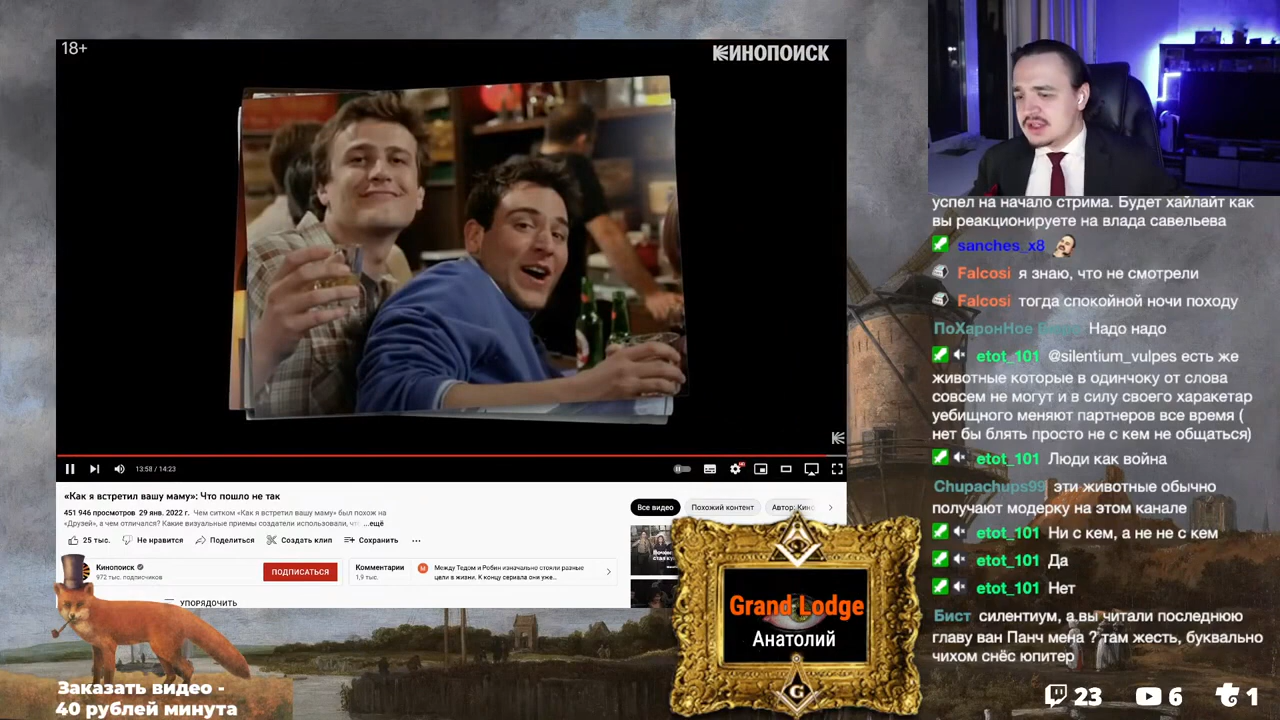 18+
КИНОПОИСК
13:58 / 14:23
«Как я встретил вашу маму»: Что пошло не так
451 946 просмотров 29 янв. 2022 г. Чем ситком «Как я встретил вашу маму» был похож на
«Друзей», а чем отличался? Какие визуальные приемы создатели использовали, ...ещё
25 тыс. Не нравится Поделиться Создать клип Сохранить ...
Кинопоиск
972 тыс. подписчиков
ПОДПИСАТЬСЯ
Комментарии
1,9 тыс.
М
Между Тедом и Робин изначально стояли разные
цели в жизни. К концу сериала они уже...
УПОРЯДОЧИТЬ
Все видео Похожий контент Автор:
Grand Lodge
Анатолий
G
Заказать видео -
40 рублей минута
успел на начало стрима. Будет хайлайт как
вы реакционируете на влада савельева
sanches_x8
Falcosi я знаю, что не смотрели
Falcosi тогда спокойной ночи походу
ПоХаронНое Надо надо
etot_101 @silentium_vulpes есть же
животные которые в одинчоку от слова
совсем не могут и в силу своего харакетар
уебищного меняют партнеров все время (
нет бы блять просто не с кем не общаться)
etot_101 Люди как война
Chupachups99 эти животные обычно
получают модерку на этом канале
etot_101 Ни с кем, а не не с кем
etot_101 Да
etot_101 Нет
Бист силентиум, а вы читали последнюю
главу ван Панч мена ? там жесть, буквально
чихом снёс юпитер
23 6 1